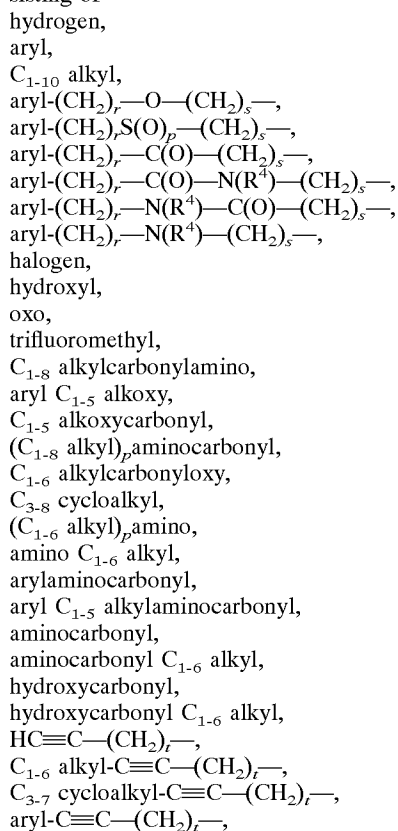 sisting of
hydrogen,
aryl,
C₁₋₁₀ alkyl,
aryl-(CH₂)ᵣ—O—(CH₂)ₛ—,
aryl-(CH₂)ᵣS(O)ₚ—(CH₂)ₛ—,
aryl-(CH₂)ᵣ—C(O)—(CH₂)ₛ—,
aryl-(CH₂)ᵣ—C(O)—N(R⁴)—(CH₂)ₛ—,
aryl-(CH₂)ᵣ—N(R⁴)—C(O)—(CH₂)ₛ—,
aryl-(CH₂)ᵣ—N(R⁴)—(CH₂)ₛ—,
halogen,
hydroxyl,
oxo,
trifluoromethyl,
C₁₋₈ alkylcarbonylamino,
aryl C₁₋₅ alkoxy,
C₁₋₅ alkoxycarbonyl,
(C₁₋₈ alkyl)ₚaminocarbonyl,
C₁₋₆ alkylcarbonyloxy,
C₃₋₈ cycloalkyl,
(C₁₋₆ alkyl)ₚamino,
amino C₁₋₆ alkyl,
arylaminocarbonyl,
aryl C₁₋₅ alkylaminocarbonyl,
aminocarbonyl,
aminocarbonyl C₁₋₆ alkyl,
hydroxycarbonyl,
hydroxycarbonyl C₁₋₆ alkyl,
HC≡C—(CH₂)ₜ—,
C₁₋₆ alkyl-C≡C—(CH₂)ₜ—,
C₃₋₇ cycloalkyl-C≡C—(CH₂)ₜ—,
aryl-C≡C—(CH₂)ₜ—,